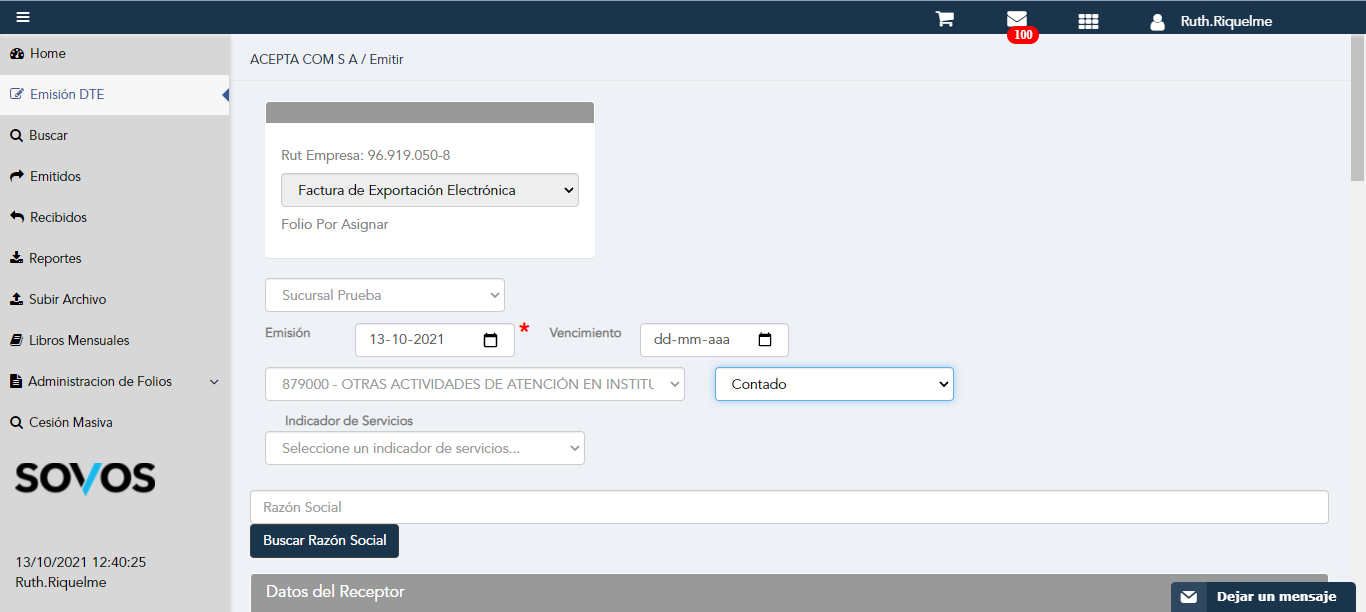 Ruth.Riquelme
100
Home
ACEPTA COM S A / Emitir
Emisión DTE
Buscar
Emitidos
Recibidos
Reportes
Subir Archivo
Libros Mensuales
Administracion de Folios
Cesión Masiva
SOVOS
13/10/2021 12:40:25
Ruth.Riquelme
Rut Empresa: 96.919.050-8
Factura de Exportación Electrónica
Folio Por Asignar
Sucursal Prueba
Emisión 13-10-2021 * Vencimiento dd-mm-aaa
879000 - OTRAS ACTIVIDADES DE ATENCIÓN EN INSTITU Contado
Indicador de Servicios
Seleccione un indicador de servicios...
Razón Social
Buscar Razón Social
Datos del Receptor
Dejar un mensaje